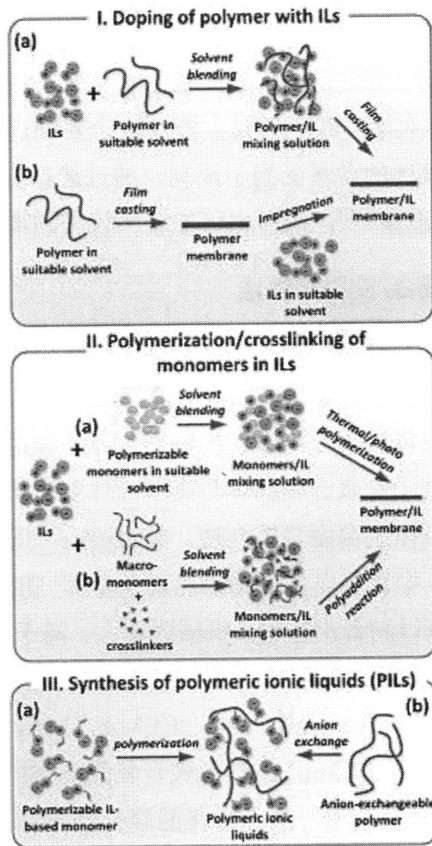 I. Doping of polymer with ILs
(a)
Solvent
blending
ILs
Polymer in
suitable solvent
Polymer/IL
mixing solution
Film
casting
(b)
Film
casting
Impregnation
Polymer/IL
membrane
Polymer in
suitable solvent
Polymer
membrane
ILs in suitable
solvent
II. Polymerization/crosslinking of
monomers in ILs
(a)
Solvent
blending
Polymerizable
monomers in suitable
solvent
Monomers/IL
mixing solution
Thermal/photo
polymerization
ILs
Polymer/IL
membrane
Macro-
monomers
(b)
Solvent
blending
crosslinkers
Monomers/IL
mixing solution
Polyaddition
reaction
III. Synthesis of polymeric ionic liquids (PILs)
(a)
(b)
polymerization
Anion
exchange
Polymerizable IL-
based monomer
Polymeric ionic
liquids
Anion-exchangeable
polymer